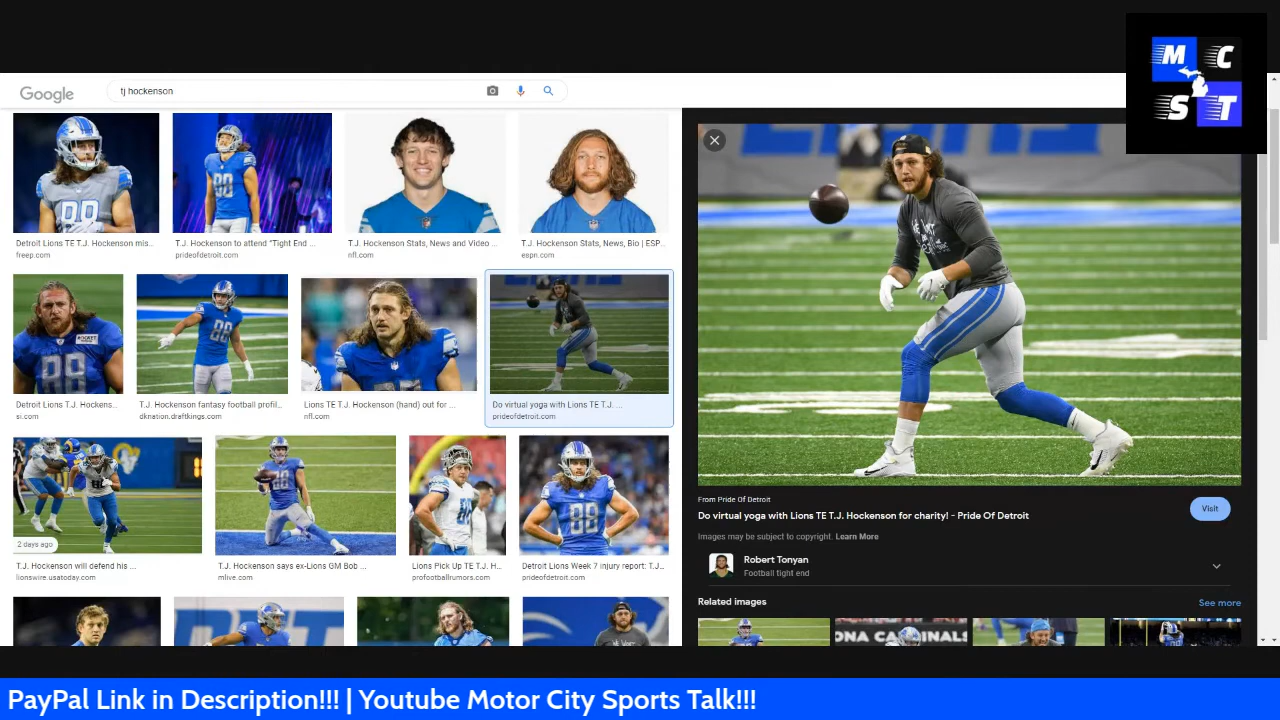 M C
S T
Google
tj hockenson
Detroit Lions TE T.J. Hockenson mis...
freep.com
T.J. Hockenson to attend "Tight End ...
prideofdetroit.com
T.J. Hockenson Stats, News and Video ...
nfl.com
T.J. Hockenson Stats, News, Bio | ESP...
espn.com
Detroit Lions T.J. Hockens...
si.com
T.J. Hockenson fantasy football profil...
dknation.draftkings.com
Lions TE T.J. Hockenson (hand) out for ...
nfl.com
Do virtual yoga with Lions TE T.J. ...
prideofdetroit.com
2 days ago
T.J. Hockenson will defend his ...
lionswire.usatoday.com
T.J. Hockenson says ex-Lions GM Bob ...
mlive.com
Lions Pick Up TE T.J. H...
profootballrumors.com
Detroit Lions Week 7 injury report: T.J...
prideofdetroit.com
From Pride Of Detroit
Do virtual yoga with Lions TE T.J. Hockenson for charity! - Pride Of Detroit
Visit
Images may be subject to copyright. Learn More
Robert Tonyan
Football tight end
Related images
See more
PayPal Link in Description!!! | Youtube Motor City Sports Talk!!!